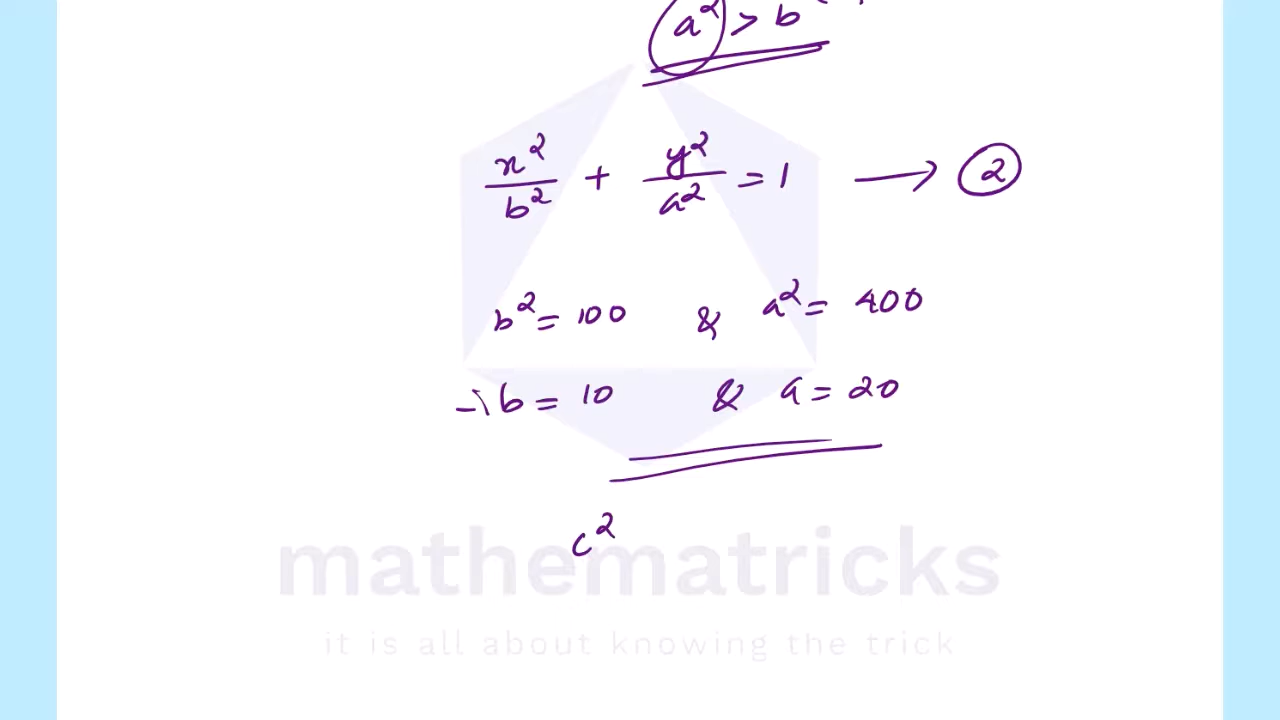 a² > b²
x²/b² + y²/a² = 1 → ②
b² = 100 & a² = 400
→ b = 10 & a = 20
c²
mathematricks
it is all about knowing the trick